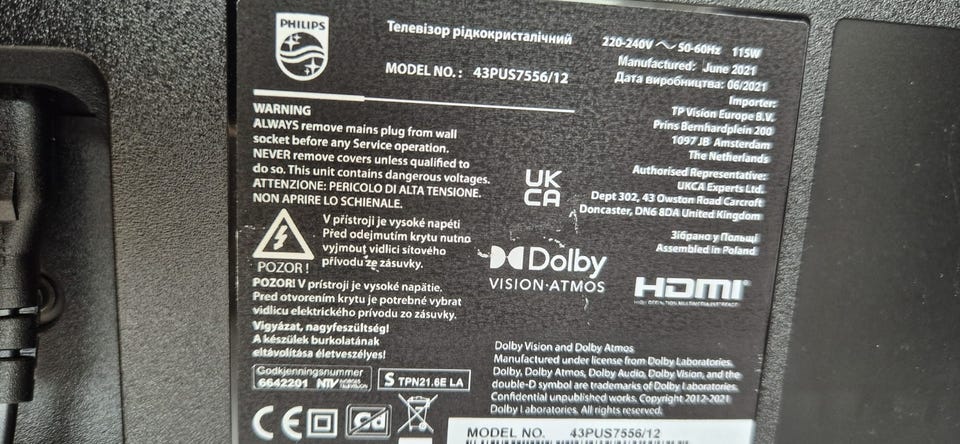 PHILIPS
Телевізор рідкокристалічний
MODEL NO. : 43PUS7556/12
220-240V ~ 50-60Hz 115W
Manufactured: June 2021
Дата виробництва: 06/2021
Importer:
TP Vision Europe B.V.
Prins Bernhardplein 200
1097 JB Amsterdam
The Netherlands
Authorised Representative:
UKCA Experts Ltd.
Dept 302, 43 Owston Road Carcroft
Doncaster, DN6 8DA United Kingdom
Зібрано у Польщі
Assembled in Poland
WARNING
ALWAYS remove mains plug from wall
socket before any Service operation.
NEVER remove covers unless qualified to
do so. This unit contains dangerous voltages.
ATTENZIONE: PERICOLO DI ALTA TENSIONE.
NON APRIRE LO SCHIENALE.
V přístroji je vysoké napětí
Před odejmutím krytu nutno
vyjmout vidlici síťového
přívodu ze zásuvky.
POZOR!
POZOR! V prístroji je vysoké napätie.
Pred otvorením krytu je potrebné vybrat
vidlicu elektrického prívodu zo zásuvky.
Vigyázat, nagyfeszültség!
A készülek burkolatának
eltávolítása életveszélyes!
UK
CA
Dolby
VISION·ATMOS
HDMI
HIGH DEFINITION MULTIMEDIA INTERFACE
Godkjenningsnummer
6642201 NTV NORGES TELEVISION
S TPN21.6E LA
CE
Dolby Vision and Dolby Atmos
Manufactured under license from Dolby Laboratories.
Dolby, Dolby Atmos, Dolby Audio, Dolby Vision, and the
double-D symbol are trademarks of Dolby Laboratories.
Confidential unpublished works. Copyright 2012-2021
Dolby Laboratories. All rights reserved.
MODEL NO. 43PUS7556/12